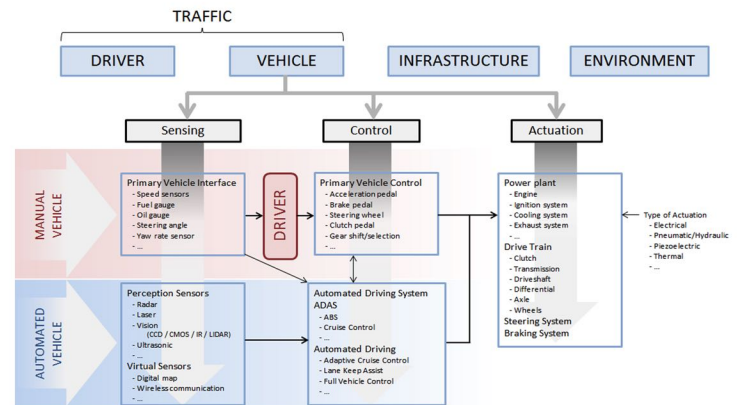 TRAFFIC
DRIVER
VEHICLE
INFRASTRUCTURE
ENVIRONMENT
Sensing
Control
Actuation
MANUAL
VEHICLE
Primary Vehicle Interface
- Speed sensors
- Fuel gauge
- Oil gauge
- Steering angle
- Yaw rate sensor
- ...
DRIVER
Primary Vehicle Control
- Acceleration pedal
- Brake pedal
- Steering wheel
- Clutch pedal
- Gear shift/selection
- ...
Power plant
- Engine
- Ignition system
- Cooling system
- Exhaust system
- ...
Drive Train
- Clutch
- Transmission
- Driveshaft
- Differential
- Axle
- Wheels
Steering System
Braking System
Type of Actuation
- Electrical
- Pneumatic/Hydraulic
- Piezoelectric
- Thermal
- ...
AUTOMATED
VEHICLE
Perception Sensors
- Radar
- Laser
- Vision
(CCD / CMOS / IR / LIDAR)
- Ultrasonic
- ...
Virtual Sensors
- Digital map
- Wireless communication
- ...
Automated Driving System
ADAS
- ABS
- Cruise Control
- ...
Automated Driving
- Adaptive Cruise Control
- Lane Keep Assist
- Full Vehicle Control
- ...